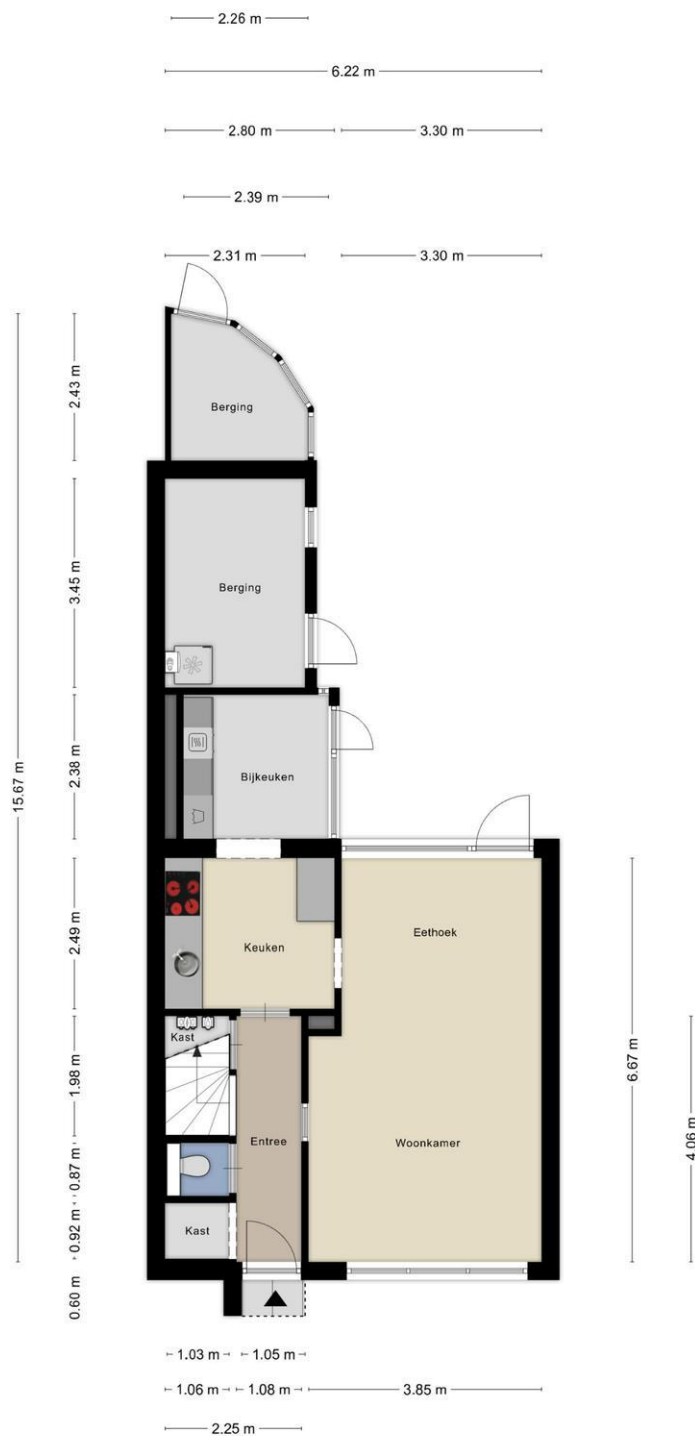 2.26 m
6.22 m
2.80 m
3.30 m
2.39 m
2.31 m
3.30 m
2.43 m
Berging
3.45 m
Berging
15.67 m
2.38 m
Bijkeuken
2.49 m
Keuken
Eethoek
Kast
1.98 m
6.67 m
4.06 m
Entree
Woonkamer
0.87 m
Kast
0.92 m
0.60 m
1.03 m
1.05 m
1.06 m
1.08 m
3.85 m
2.25 m